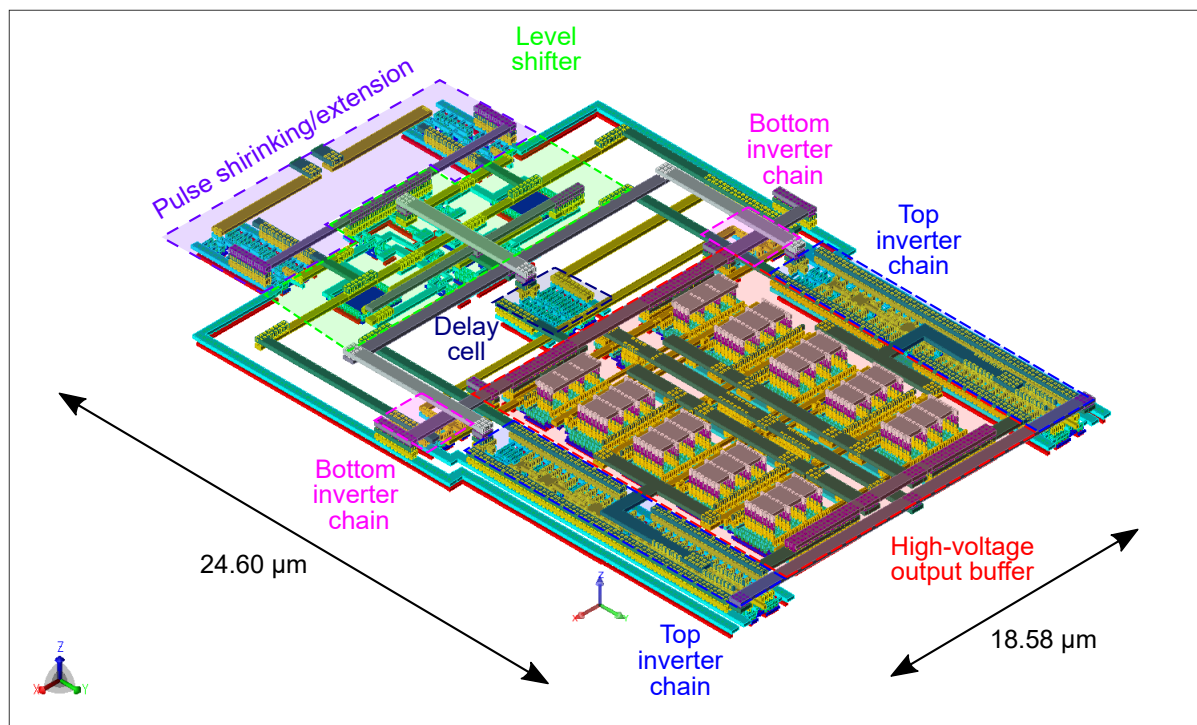 Level
shifter
Pulse shirinking/extension
Bottom
inverter
chain
Top
inverter
chain
Delay
cell
Bottom
inverter
chain
24.60 µm
High-voltage
output buffer
18.58 µm
Top
inverter
chain
Z
X
Y
Z
X
Y